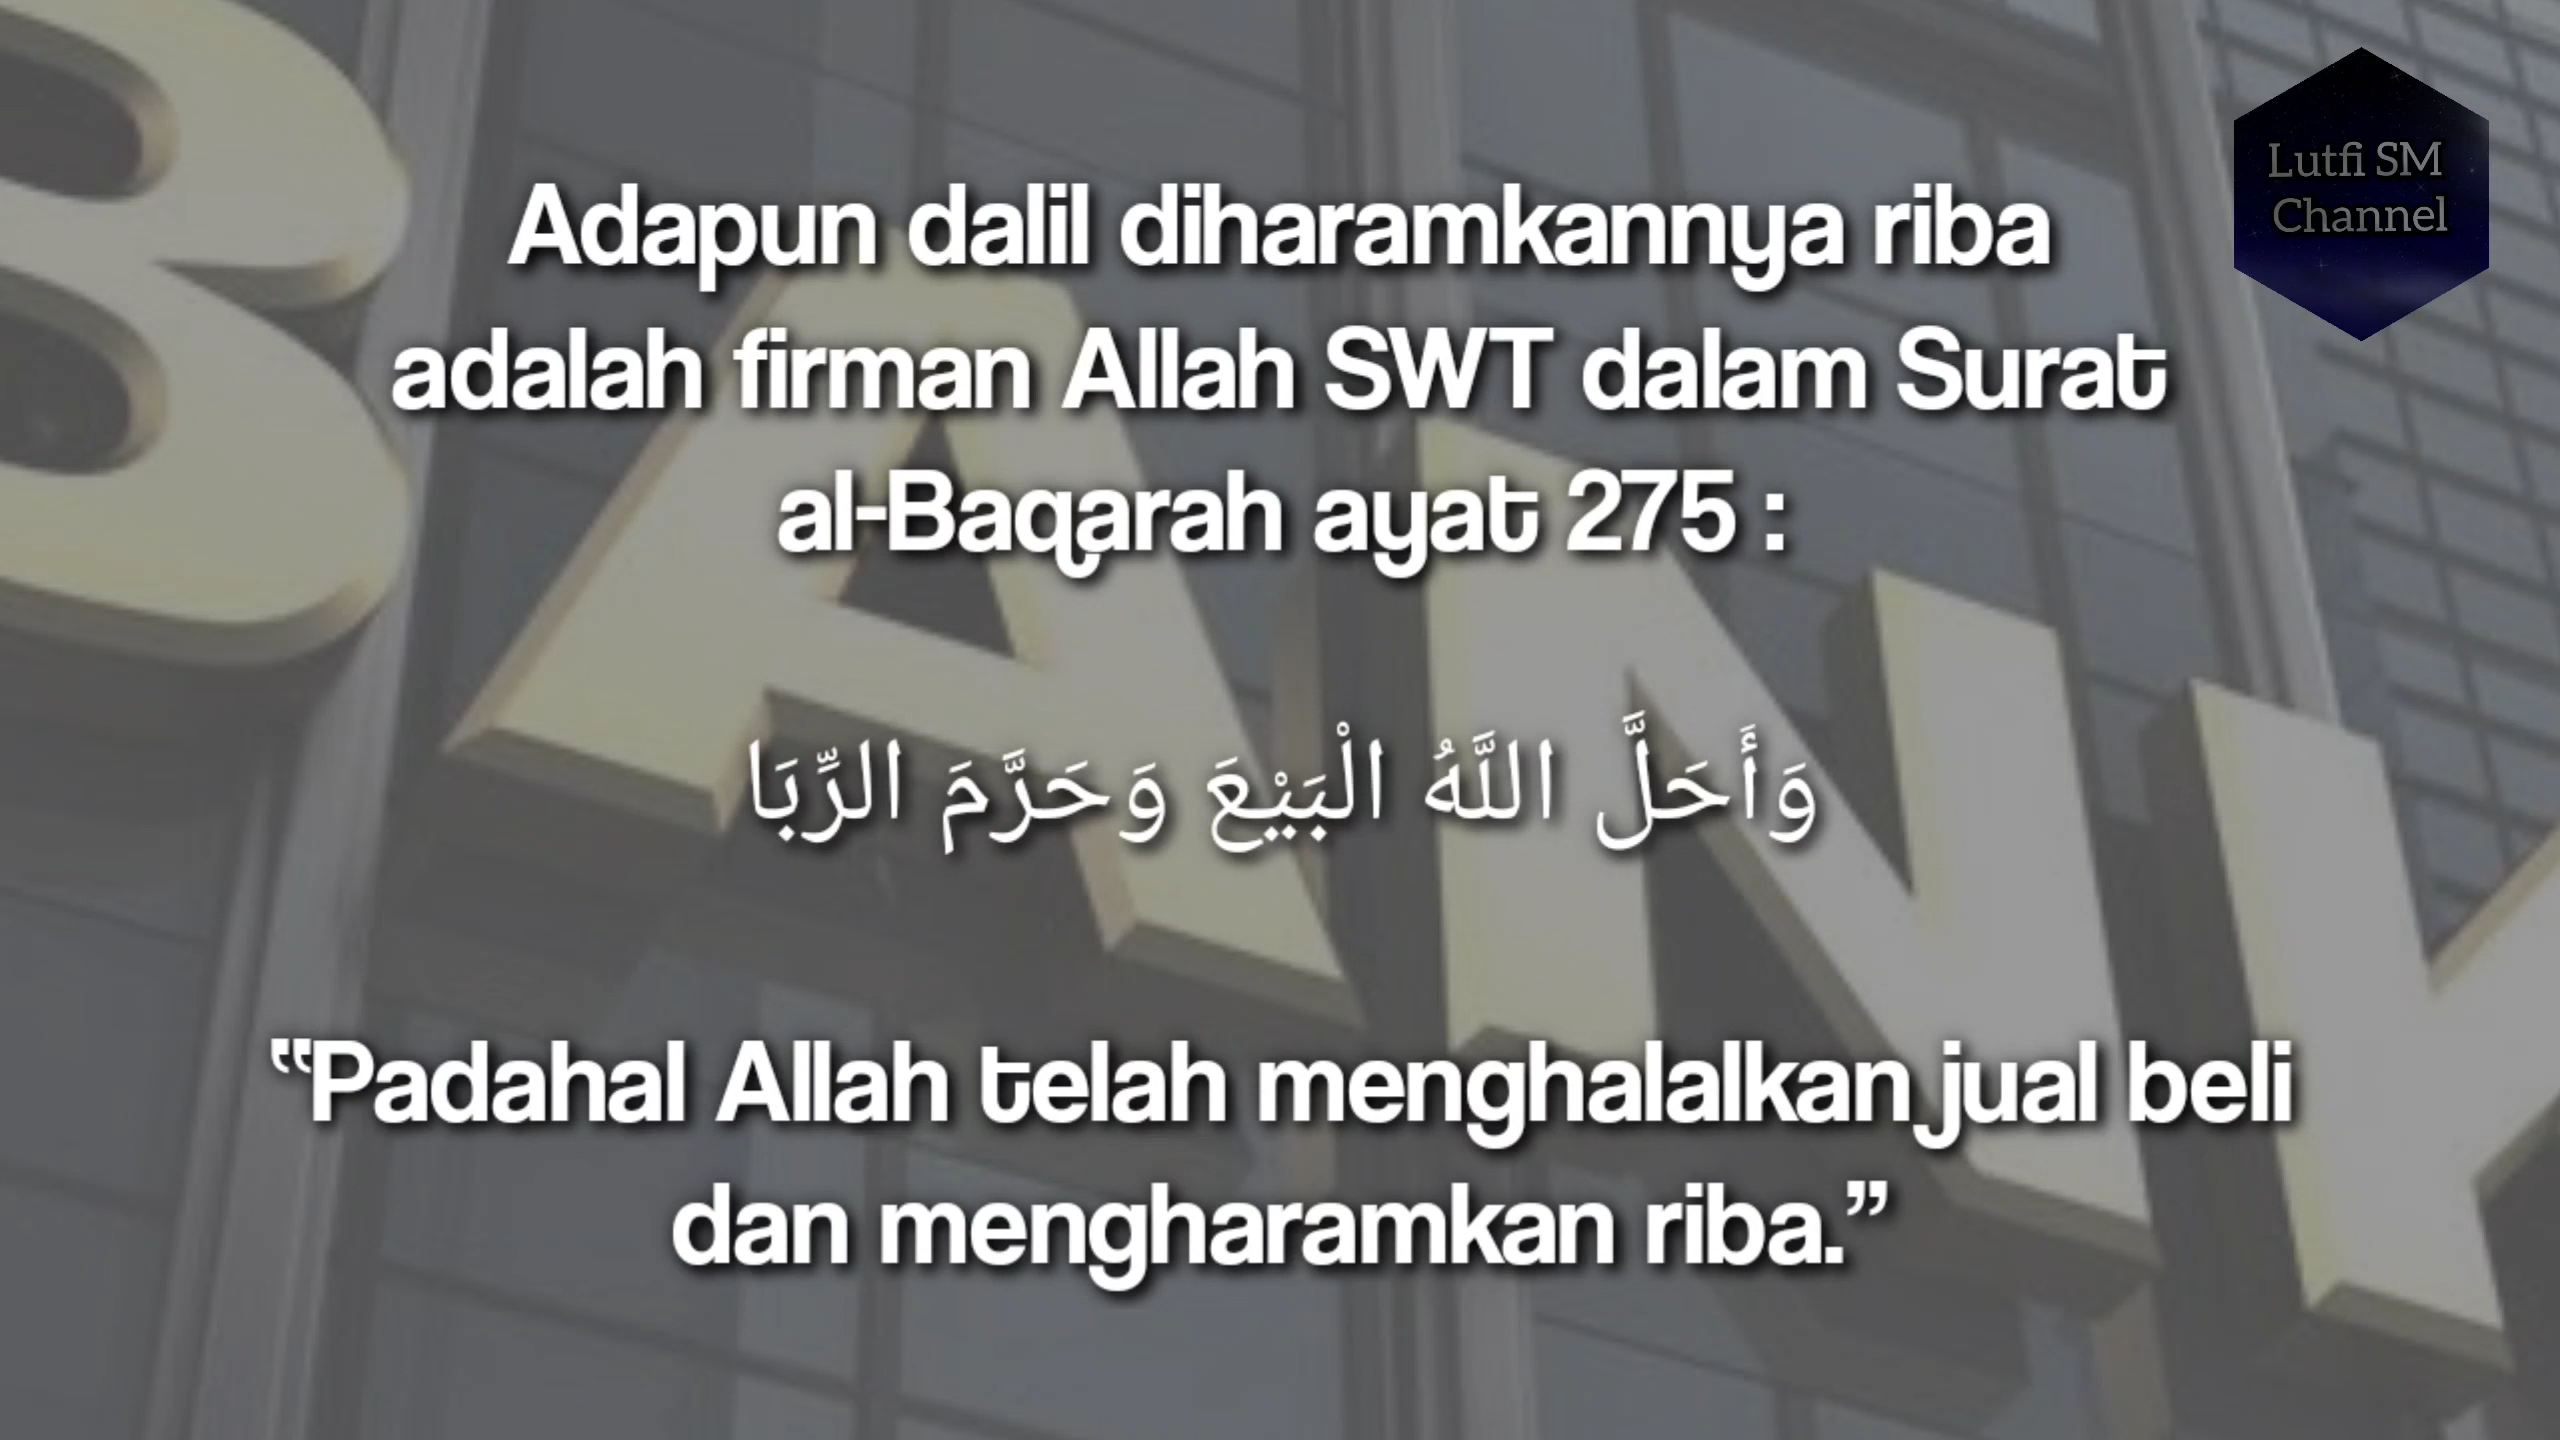 Lutfi SM
Channel
Adapun dalil diharamkannya riba
adalah firman Allah SWT dalam Surat
al-Baqarah ayat 275 :
وَأَحَلَّ اللَّهُ الْبَيْعَ وَحَرَّمَ الرِّبَا
“Padahal Allah telah menghalalkan jual beli
dan mengharamkan riba.”
BANK